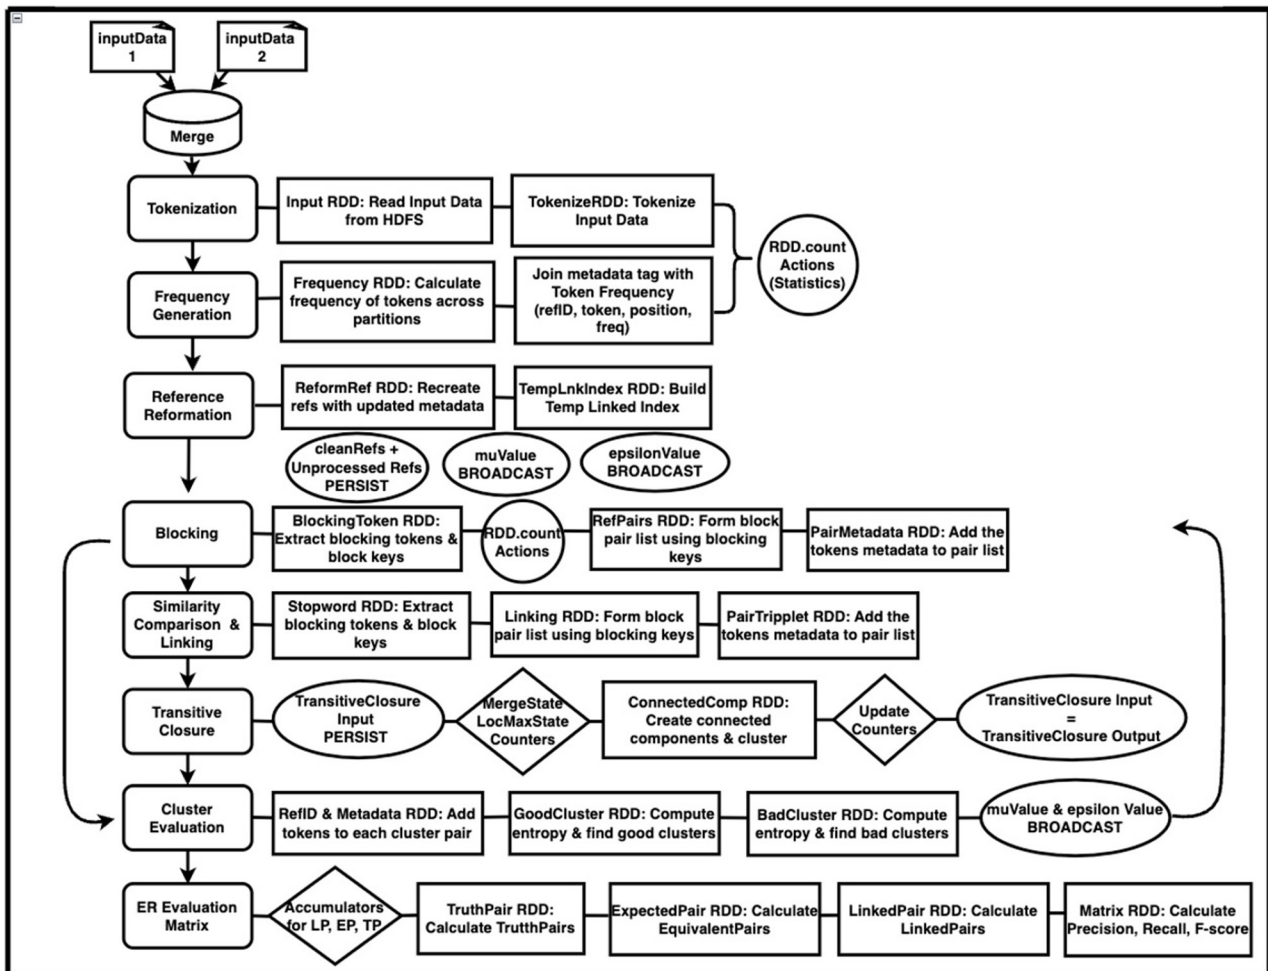 inputData
1
inputData
2
Merge
Tokenization
Input RDD: Read Input Data
from HDFS
TokenizeRDD: Tokenize
Input Data
RDD.count
Actions
(Statistics)
Frequency
Generation
Frequency RDD: Calculate
frequency of tokens across
partitions
Join metadata tag with
Token Frequency
(refID, token, position,
freq)
Reference
Reformation
ReformRef RDD: Recreate
refs with updated metadata
TempLnkIndex RDD: Build
Temp Linked Index
cleanRefs +
Unprocessed Refs
PERSIST
muValue
BROADCAST
epsilonValue
BROADCAST
Blocking
BlockingToken RDD:
Extract blocking tokens &
block keys
RDD.count
Actions
RefPairs RDD: Form block
pair list using blocking
keys
PairMetadata RDD: Add the
tokens metadata to pair list
Similarity
Comparison &
Linking
Stopword RDD: Extract
blocking tokens & block
keys
Linking RDD: Form block
pair list using blocking keys
PairTripplet RDD: Add the
tokens metadata to pair list
Transitive
Closure
TransitiveClosure
Input
PERSIST
MergeState
LocMaxState
Counters
ConnectedComp RDD:
Create connected
components & cluster
Update
Counters
TransitiveClosure Input
=
TransitiveClosure Output
Cluster
Evaluation
RefID & Metadata RDD: Add
tokens to each cluster pair
GoodCluster RDD: Compute
entropy & find good clusters
BadCluster RDD: Compute
entropy & find bad clusters
muValue & epsilon Value
BROADCAST
ER Evaluation
Matrix
Accumulators
for LP, EP, TP
TruthPair RDD:
Calculate TrutthPairs
ExpectedPair RDD: Calculate
EquivalentPairs
LinkedPair RDD: Calculate
LinkedPairs
Matrix RDD: Calculate
Precision, Recall, F-score